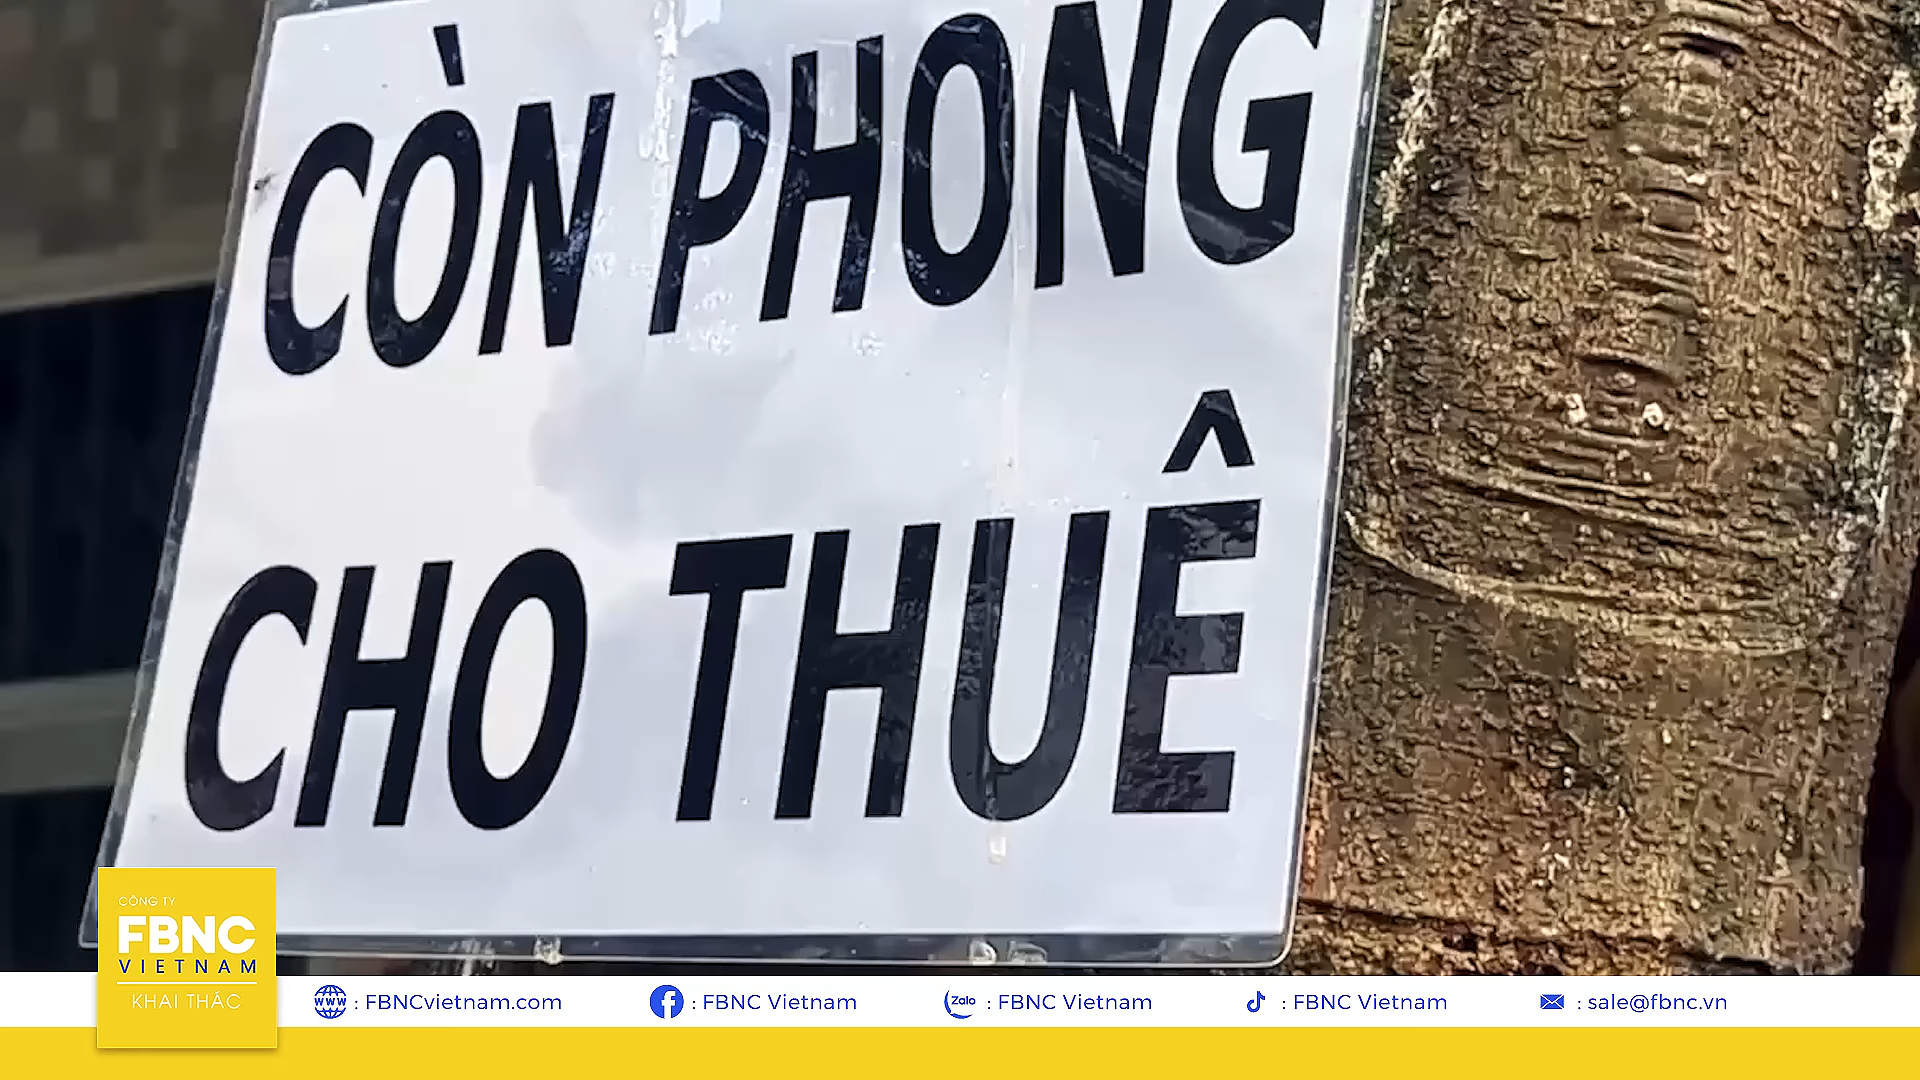 CÒN PHONG
CHO THUÊ
CÔNG TY
FBNC
VIETNAM
KHAI THÁC
www : FBNCvietnam.com
f : FBNC Vietnam
Zalo : FBNC Vietnam
: FBNC Vietnam
: sale@fbnc.vn